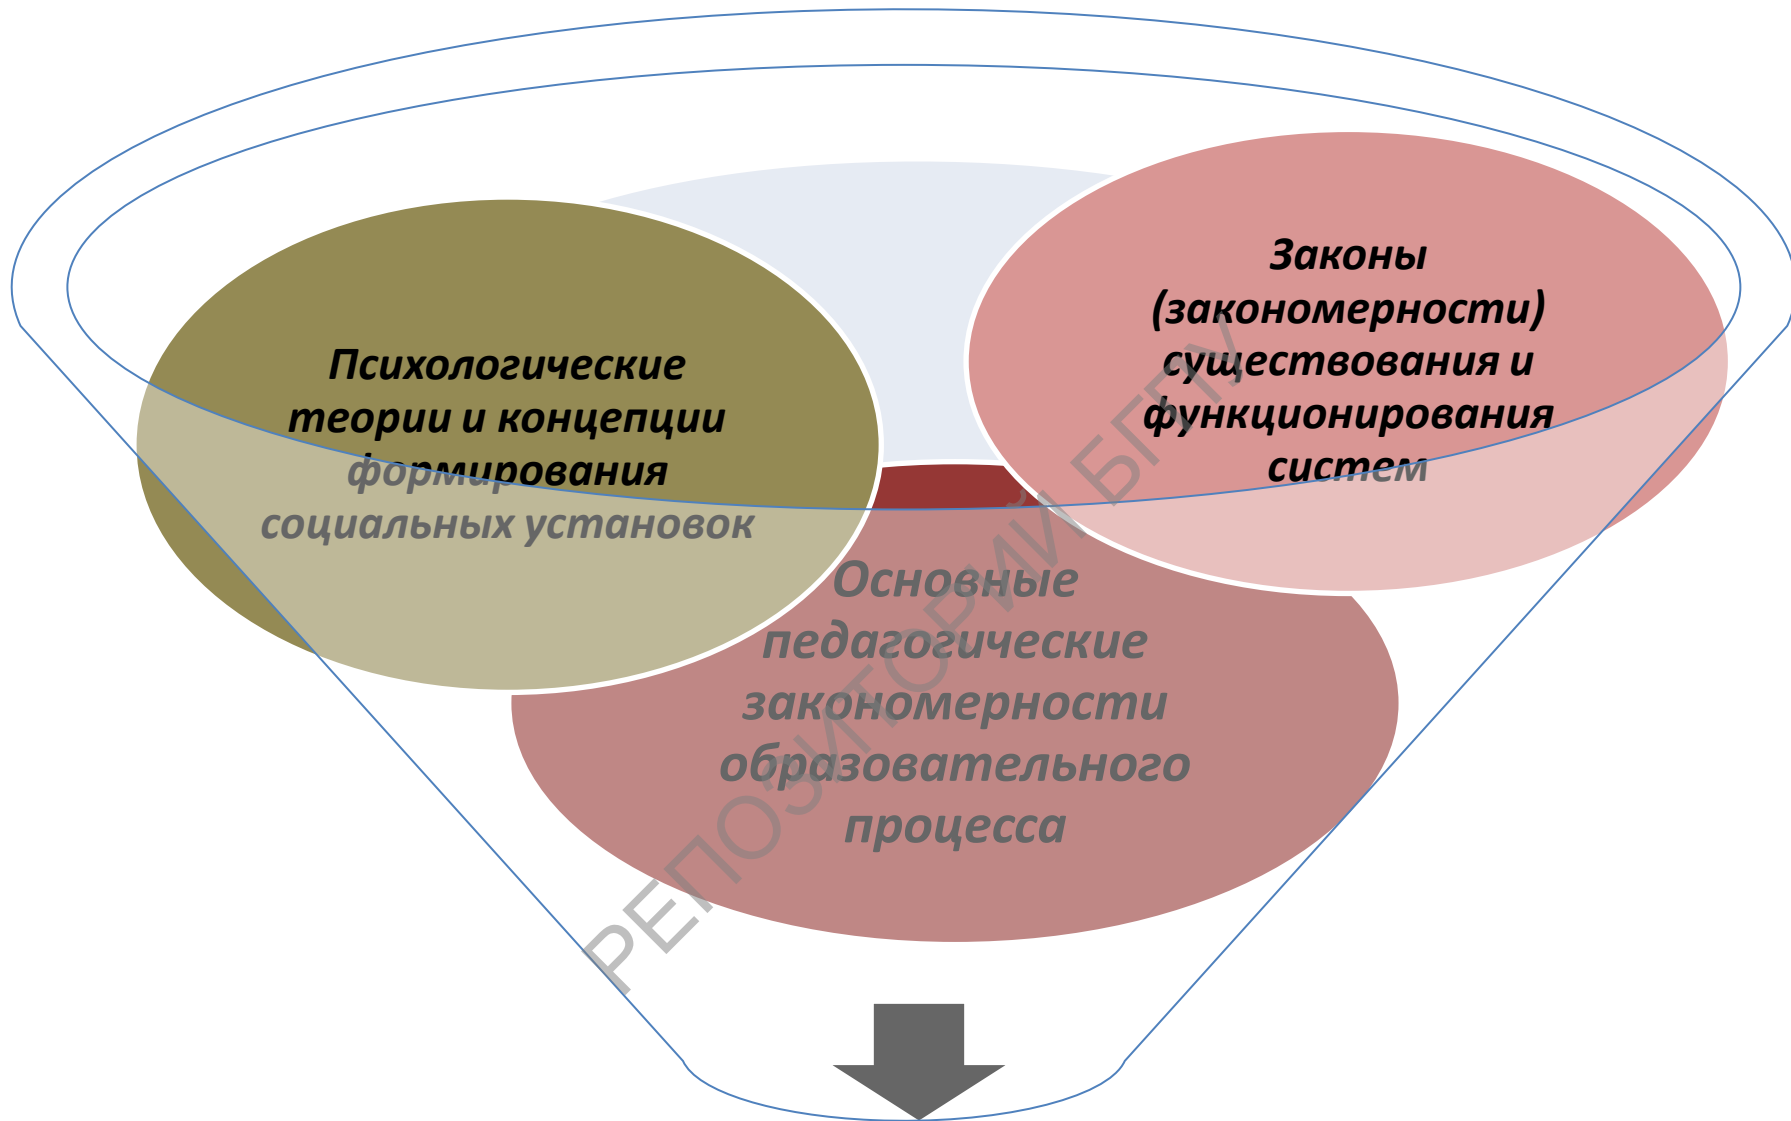 Психологические
теории и концепции
формирования
социальных установок
Законы
(закономерности)
существования и
функционирования
систем
Основные
педагогические
закономерности
образовательного
процесса
РЕПОЗИТОРИЙ БГПУ